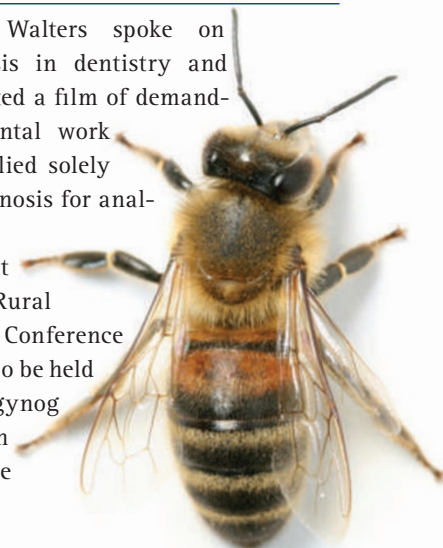 Walters spoke on
is in dentistry and
ed a film of demand-
ntal work
lied solely
nosis for anal-
t
Rural
Conference
o be held
gynog
n
e